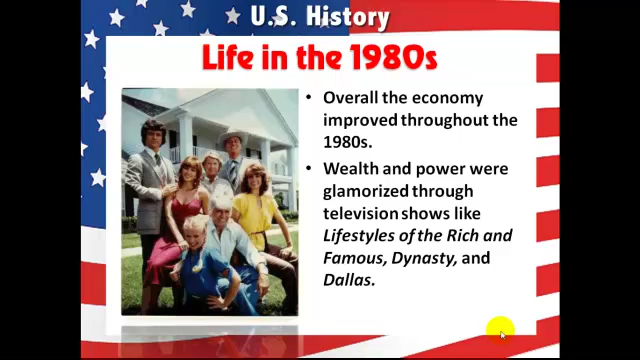 U.S. History
Life in the 1980s
• Overall the economy
improved throughout the
1980s.
• Wealth and power were
glamorized through
television shows like
Lifestyles of the Rich and
Famous, Dynasty, and
Dallas.